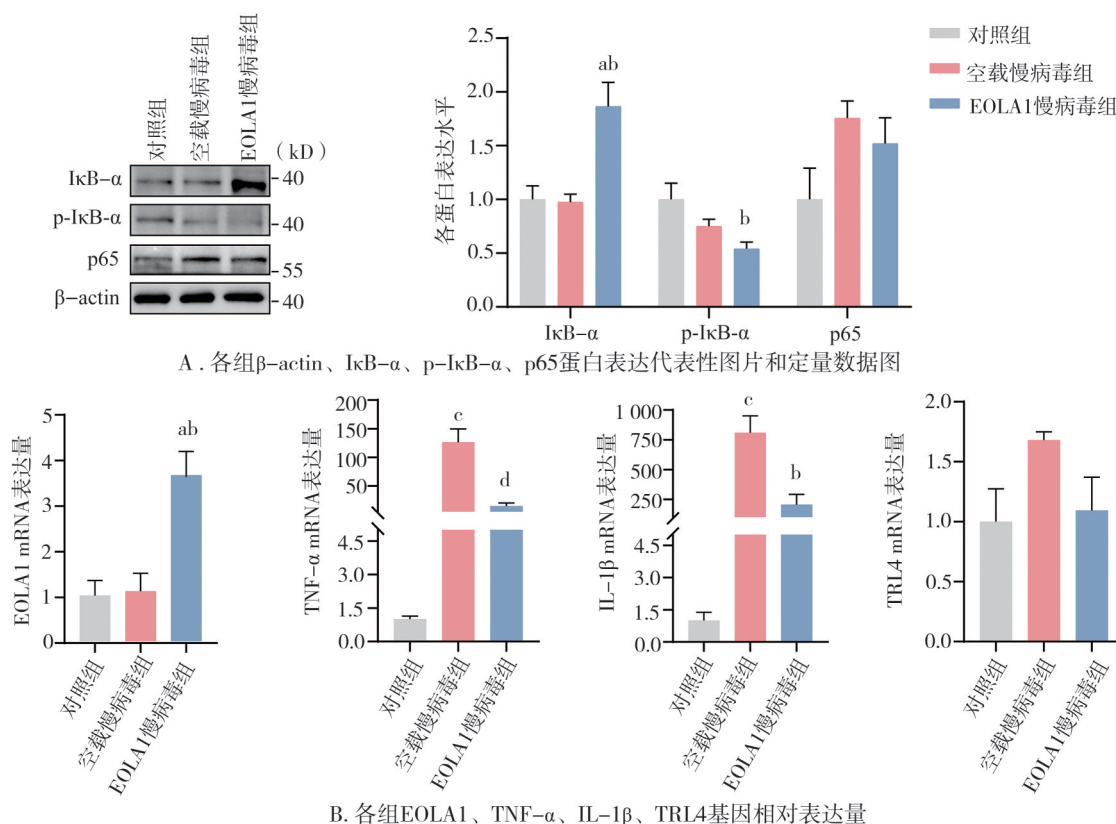 对照组
空载慢病毒组
EOLA1慢病毒组
（kD）
IκB-α
40
p-IκB-α
40
p65
55
β-actin
40
各蛋白表达水平
2.5
2.0
1.5
1.0
0.5
0.0
ab
b
IκB-α
p-IκB-α
p65
对照组
空载慢病毒组
EOLA1慢病毒组
A . 各组β-actin、IκB-α、p-IκB-α、p65蛋白表达代表性图片和定量数据图
EOLA1 mRNA表达量
5
4
3
2
1
0
ab
对照组
空载慢病毒组
EOLA1慢病毒组
TNF-α mRNA表达量
200
150
100
50
4.5
3.0
1.5
0.0
c
d
对照组
空载慢病毒组
EOLA1慢病毒组
IL-1β mRNA表达量
1 000
750
500
250
4.5
3.0
1.5
0.0
c
b
对照组
空载慢病毒组
EOLA1慢病毒组
TRL4 mRNA表达量
2.0
1.5
1.0
0.5
0.0
对照组
空载慢病毒组
EOLA1慢病毒组
B. 各组EOLA1、TNF-α、IL-1β、TRL4基因相对表达量